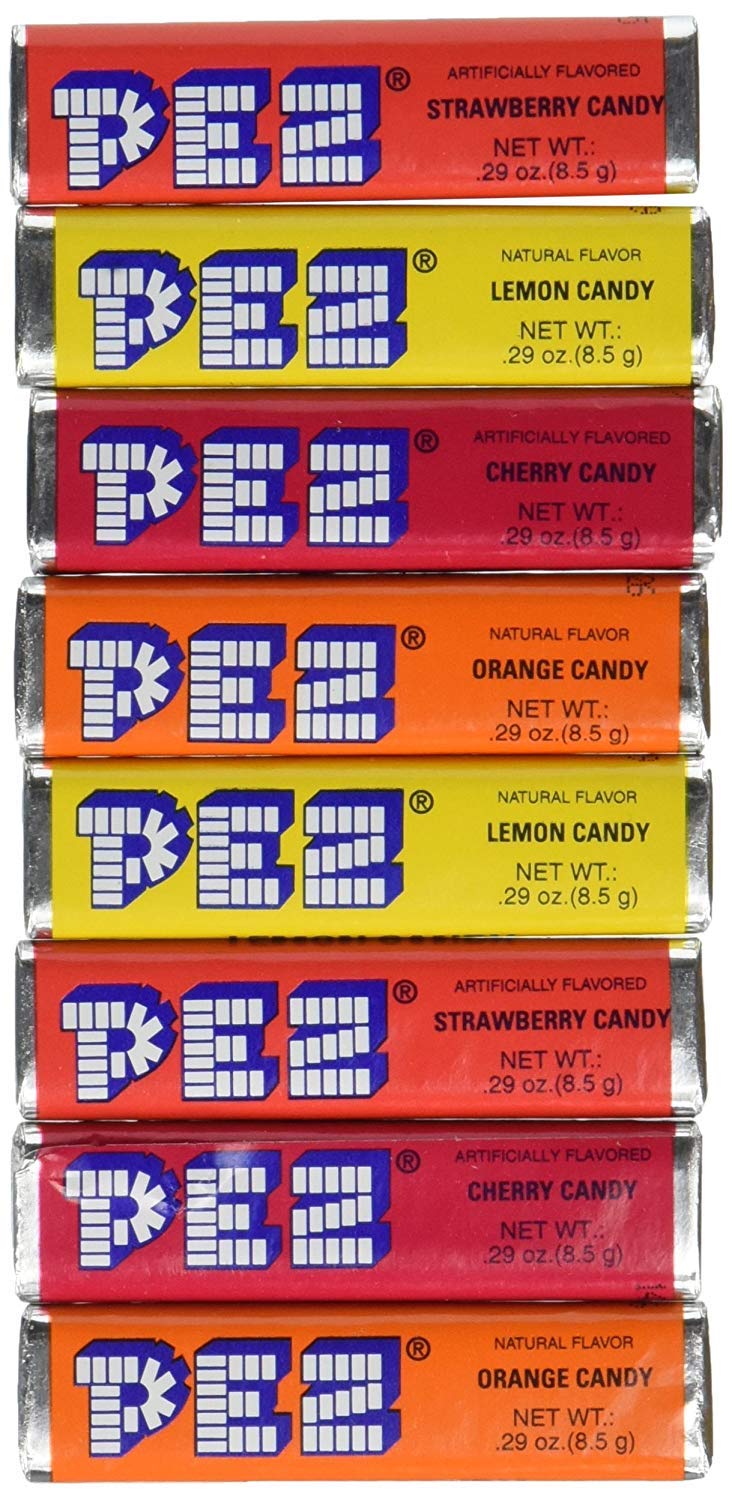 PEZ®
ARTIFICIALLY FLAVORED
STRAWBERRY CANDY
NET WT.:
.29 oz.(8.5 g)
PEZ®
NATURAL FLAVOR
LEMON CANDY
NET WT.:
.29 oz.(8.5 g)
PEZ®
ARTIFICIALLY FLAVORED
CHERRY CANDY
NET WT.:
.29 oz.(8.5 g)
PEZ®
NATURAL FLAVOR
ORANGE CANDY
NET WT.:
.29 oz.(8.5 g)
PEZ®
NATURAL FLAVOR
LEMON CANDY
NET WT.:
.29 oz.(8.5 g)
LEMON CANDY
PEZ®
ARTIFICIALLY FLAVORED
STRAWBERRY CANDY
NET WT.:
.29 oz.(8.5 g)
PEZ®
ARTIFICIALLY FLAVORED
CHERRY CANDY
NET WT.:
.29 oz.(8.5 g)
PEZ®
NATURAL FLAVOR
ORANGE CANDY
NET WT.:
.29 oz.(8.5 g)